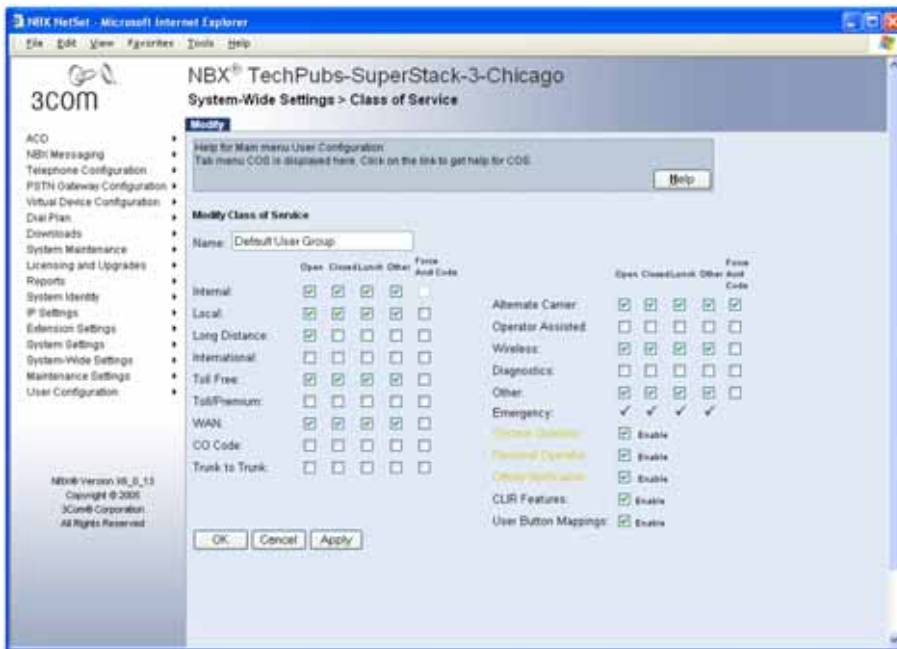 NBX NetSet - Microsoft Internet Explorer
File Edit View Favorites Tools Help
3COM
NBX® TechPubs-SuperStack-3-Chicago
System-Wide Settings > Class of Service
Modify
Help for Main menu User Configuration
Tab menu COS is displayed here. Click on the link to get help for COS.
Help
ACD
NBX Messaging
Telephone Configuration
PSTN Gateway Configuration
Virtual Device Configuration
Dial Plan
Downloads
System Maintenance
Licensing and Upgrades
Reports
System Identity
IP Settings
Extension Settings
System Settings
System-Wide Settings
Maintenance Settings
User Configuration
NBX® Version X6_0_13
Copyright © 2005
3Com® Corporation
All Rights Reserved
Modify Class of Service
Name: Default User Group
Open Closed Lunch Other Force Acct Code
Internal:
Local:
Long Distance:
International:
Toll Free:
Toll/Premium:
WAN:
CO Code:
Trunk to Trunk:
Open Closed Lunch Other Force Acct Code
Alternate Carrier:
Operator Assisted:
Wireless:
Diagnostics:
Other:
Emergency:
Enable
Enable
Enable
CLIR Features: Enable
User Button Mappings: Enable
OK Cancel Apply